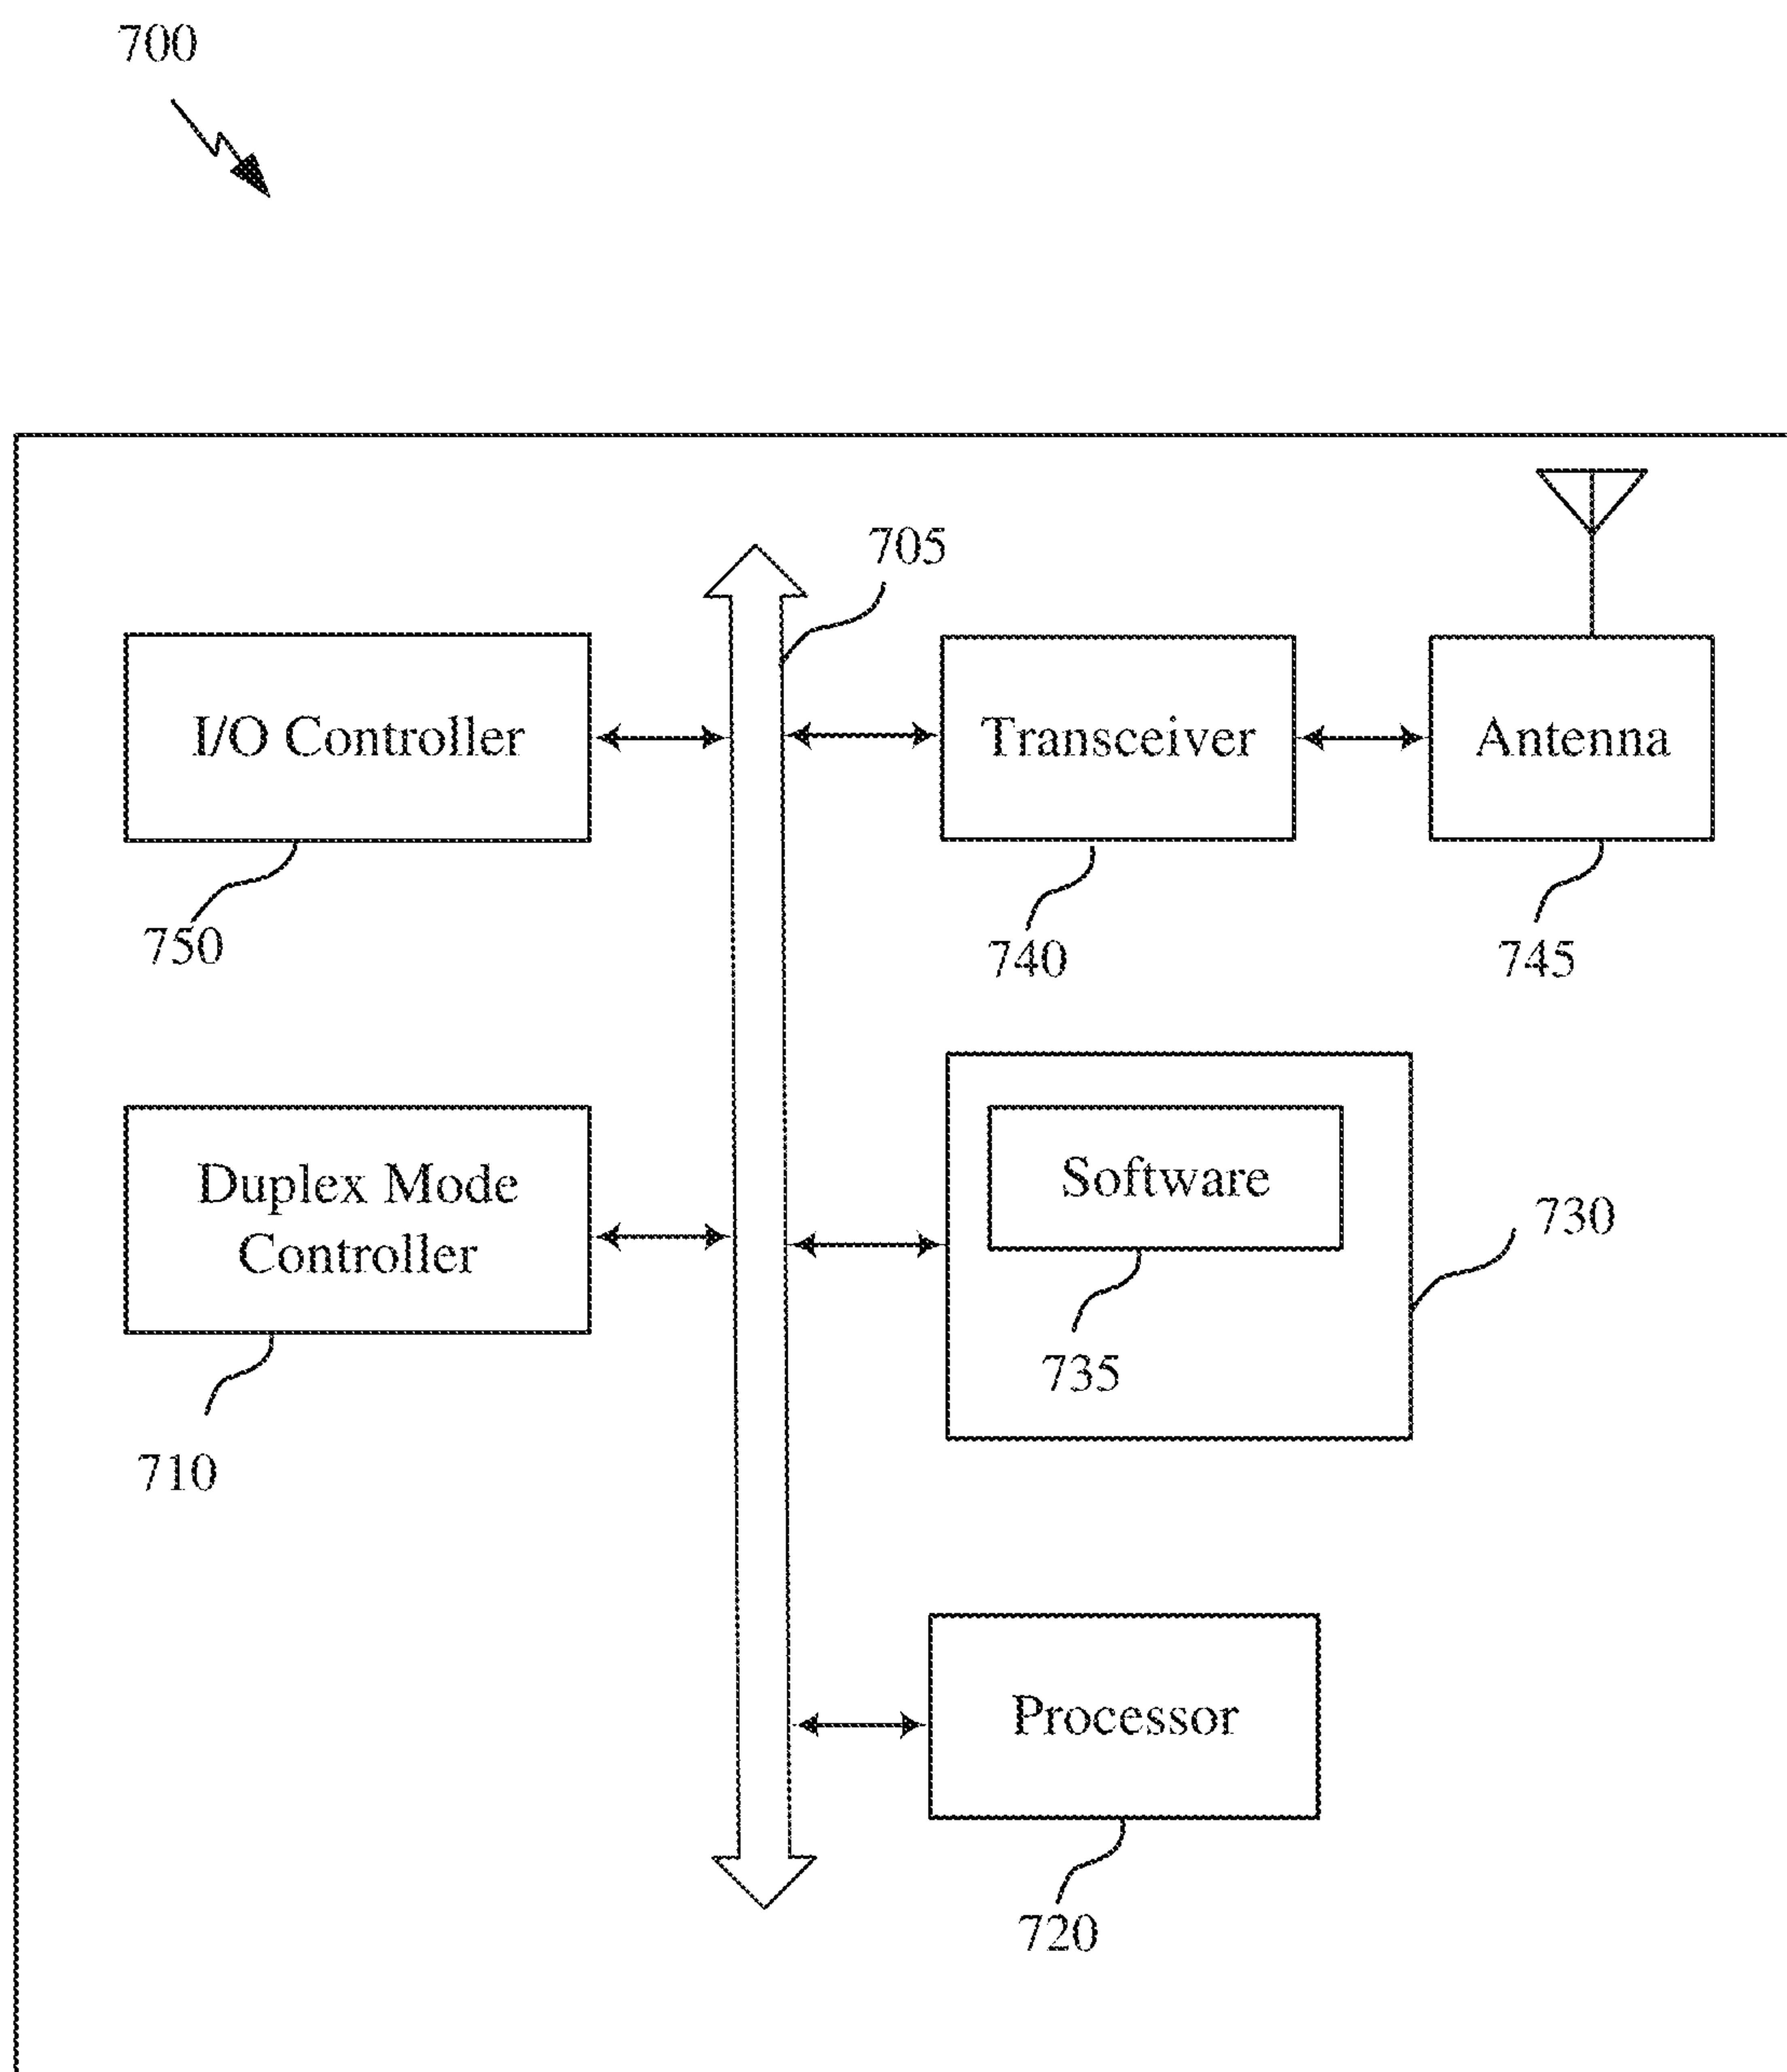 700
705
I/O Controller
Transceiver
Antenna
750
740
745
Duplex Mode
Controller
Software
730
735
710
Processor
720